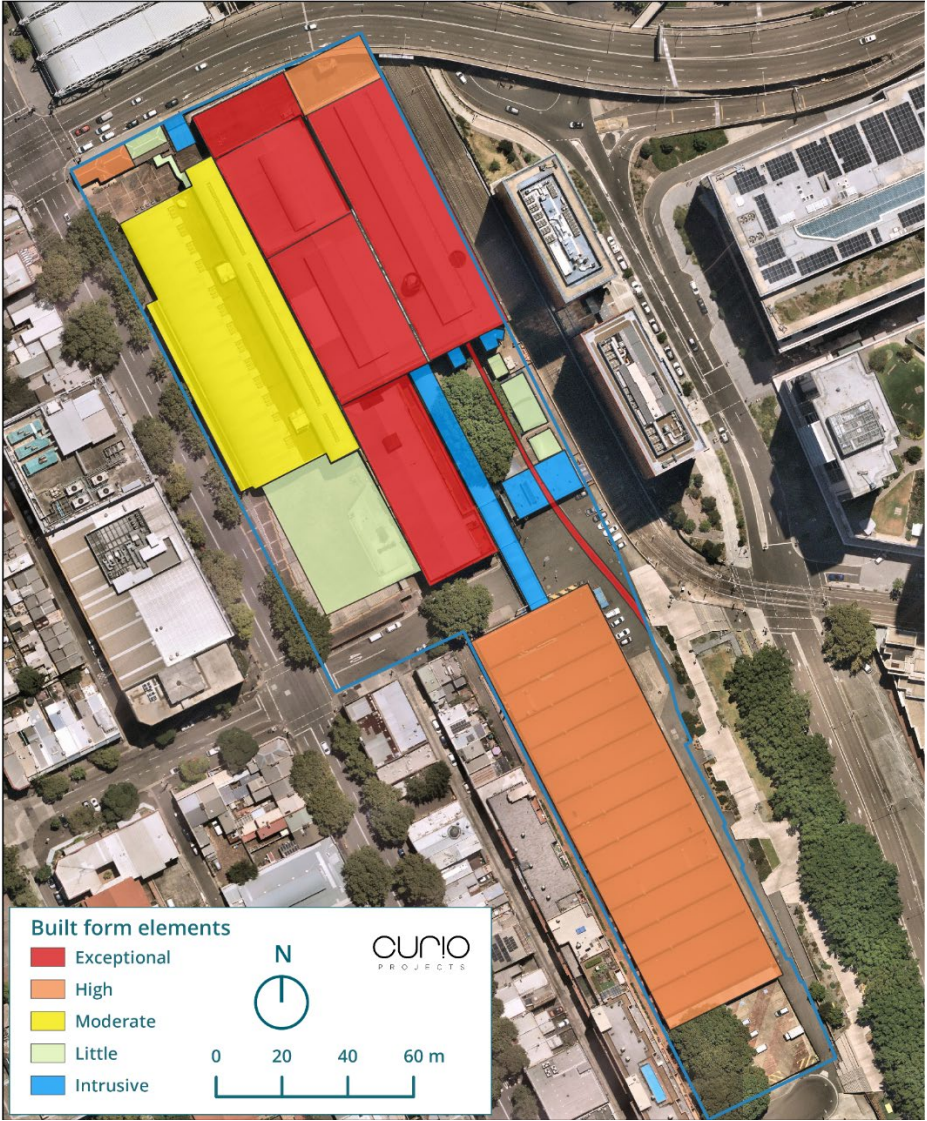 Built form elements
Exceptional
High
Moderate
Little
Intrusive
N
CURIO
PROJECTS
0 20 40 60 m